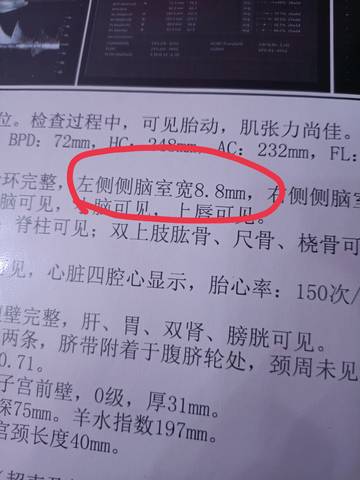 位。检查过程中，可见胎动，肌张力尚佳。
BPD: 72mm, HC: 248mm, AC: 232mm, FL:
环完整，左侧侧脑室宽8.8mm，右侧侧脑室
脑可见，小脑可见，上唇可见。
，脊柱可见；双上肢肱骨、尺骨、桡骨可
见，心脏四腔心显示，胎心率：150次/
壁完整，肝、胃、双肾、膀胱可见。
两条，脐带附着于腹脐轮处，颈周未见
0.71。
子宫前壁，0级，厚31mm。
深75mm。羊水指数197mm。
宫颈长度40mm。